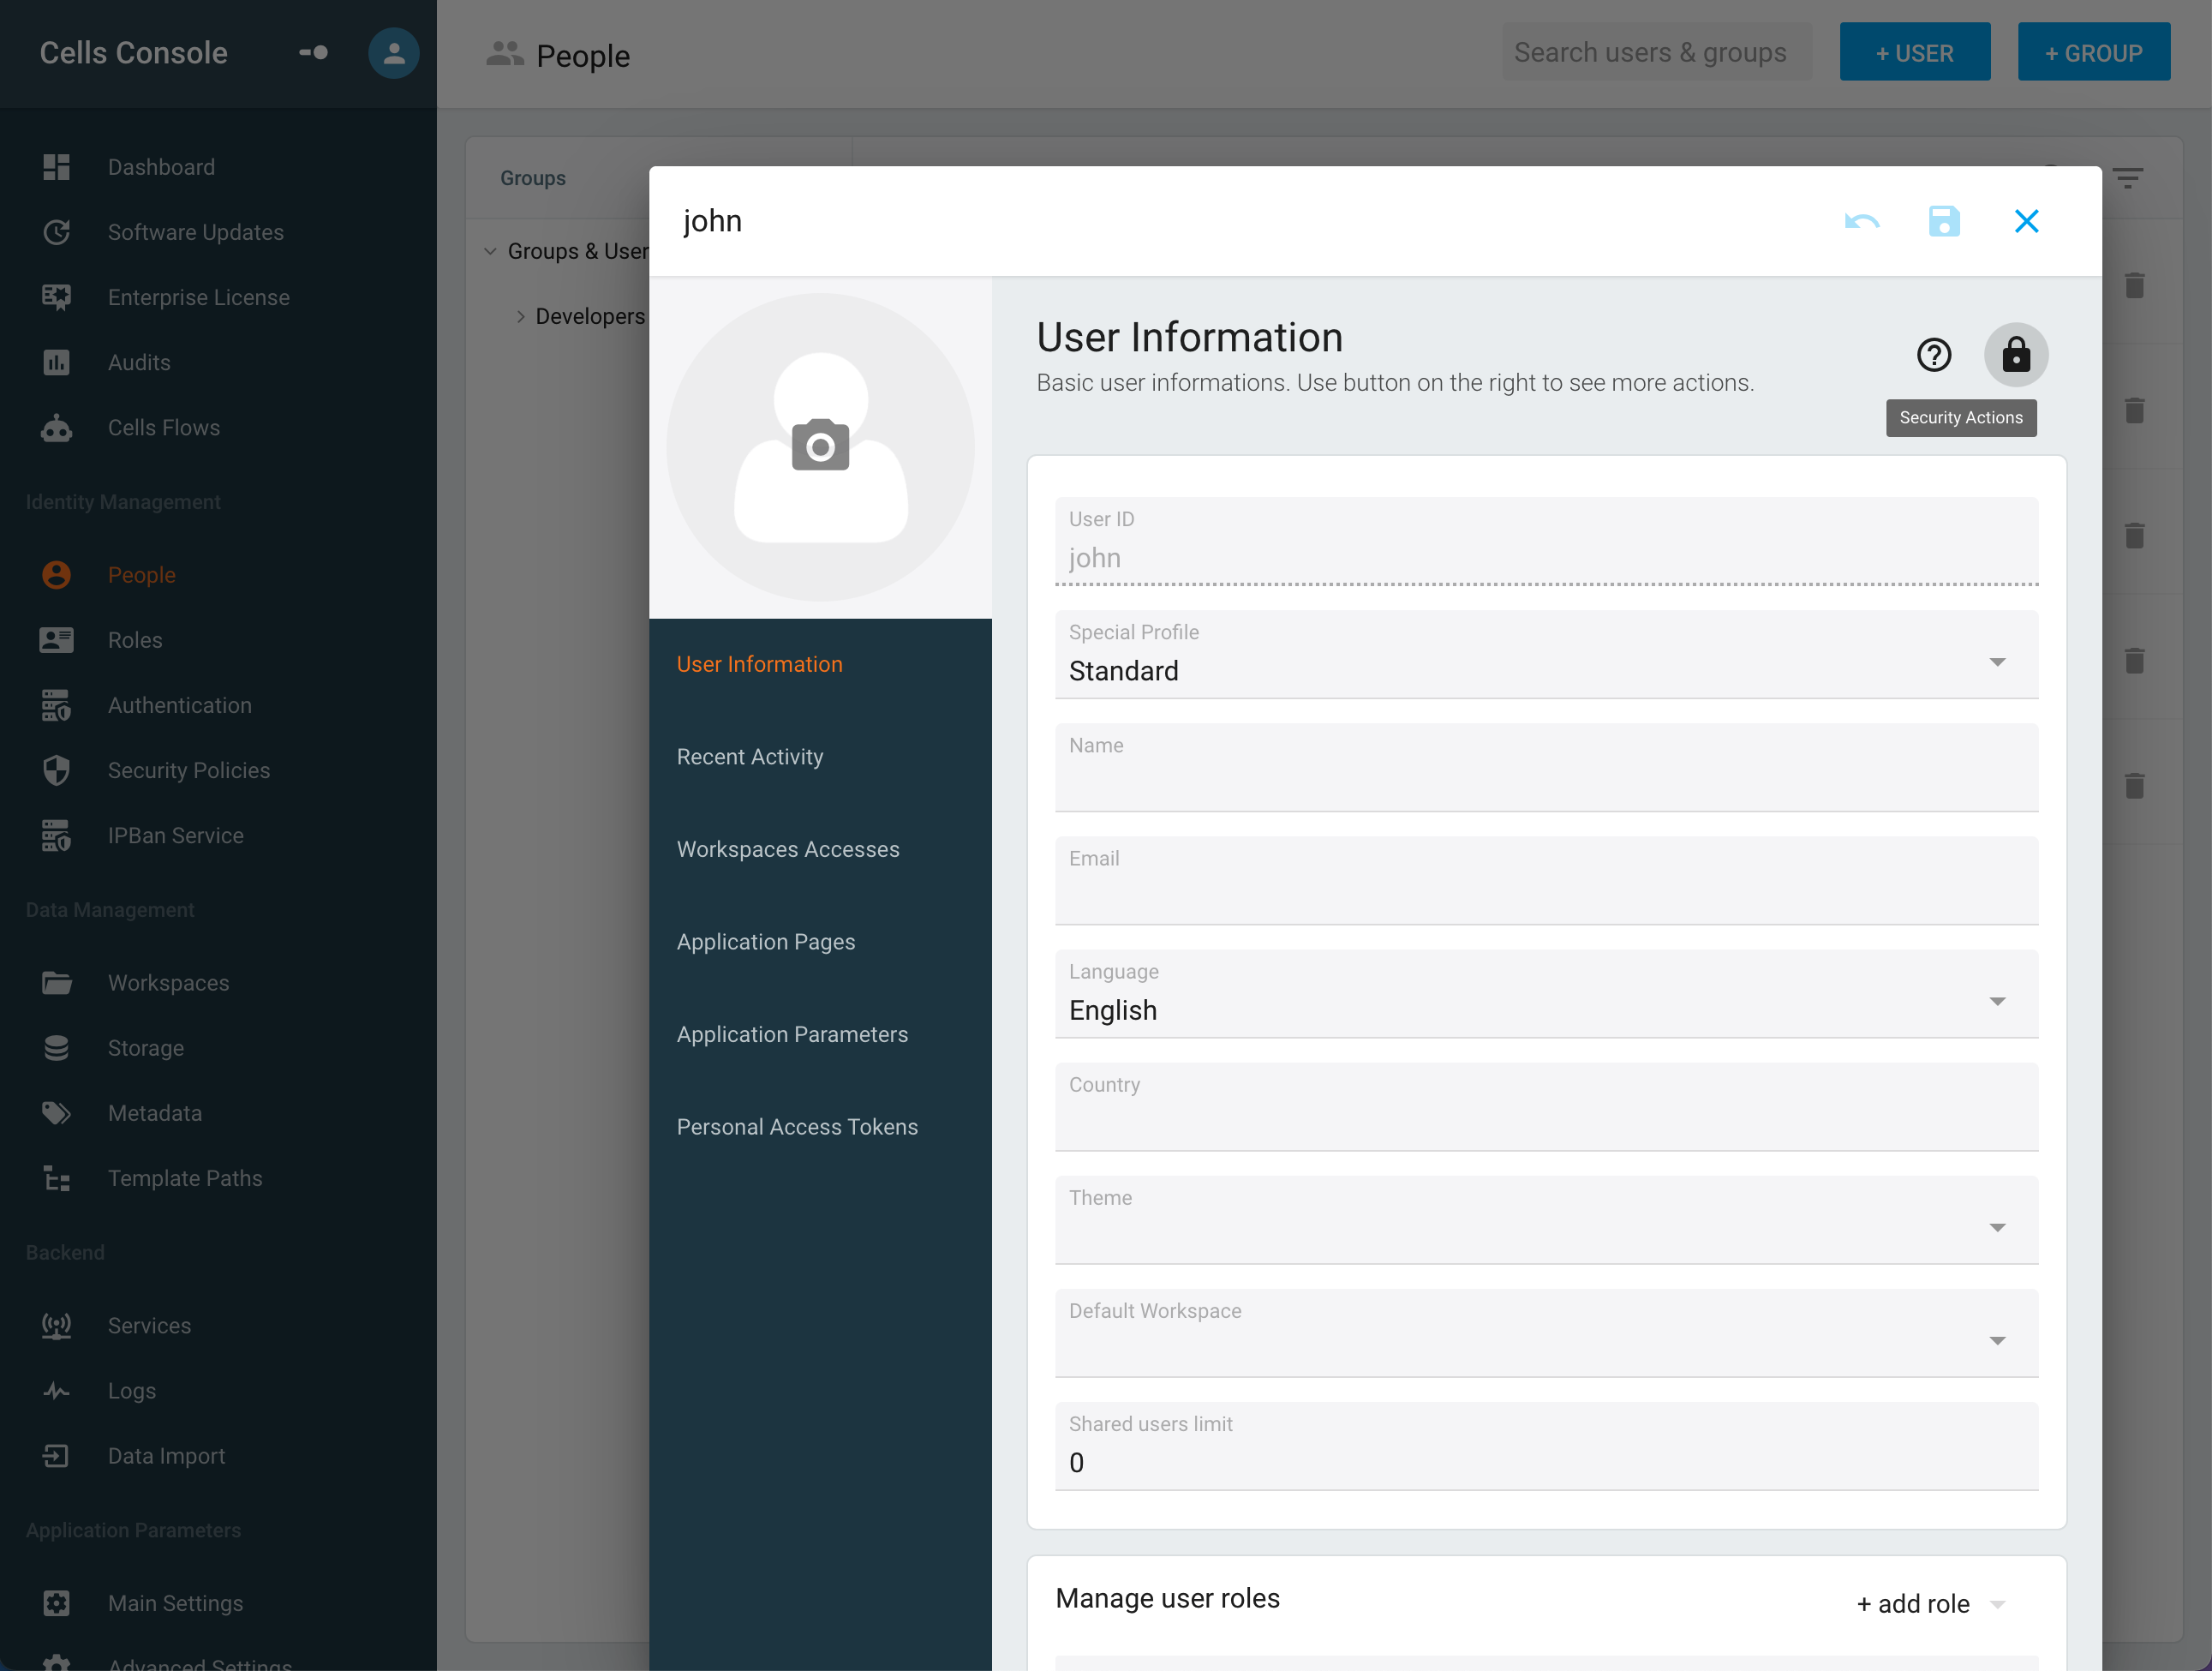 Cells Console
People
Search users & groups
+ USER
+ GROUP
Dashboard
Software Updates
Enterprise License
Audits
Cells Flows
Identity Management
People
Roles
Authentication
Security Policies
IPBan Service
Data Management
Workspaces
Storage
Metadata
Template Paths
Backend
Services
Logs
Data Import
Application Parameters
Main Settings
Advanced Settings
Groups
Groups & User
Developers
john
User Information
Recent Activity
Workspaces Accesses
Application Pages
Application Parameters
Personal Access Tokens
User Information
Basic user informations. Use button on the right to see more actions.
Security Actions
User ID
john
Special Profile
Standard
Name
Email
Language
English
Country
Theme
Default Workspace
Shared users limit
0
Manage user roles
+ add role